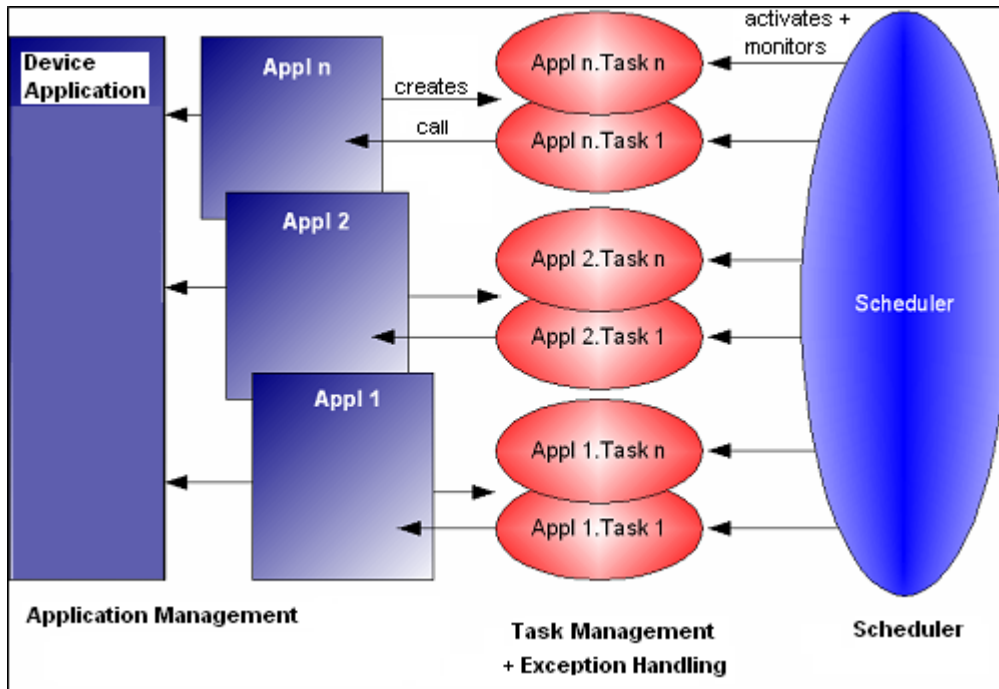 activates +
monitors
Device
Application
Appl n
creates
call
Appl n.Task n
Appl n.Task 1
Appl 2
Appl 2.Task n
Appl 2.Task 1
Scheduler
Appl 1
Appl 1.Task n
Appl 1.Task 1
Application Management
Task Management
+ Exception Handling
Scheduler